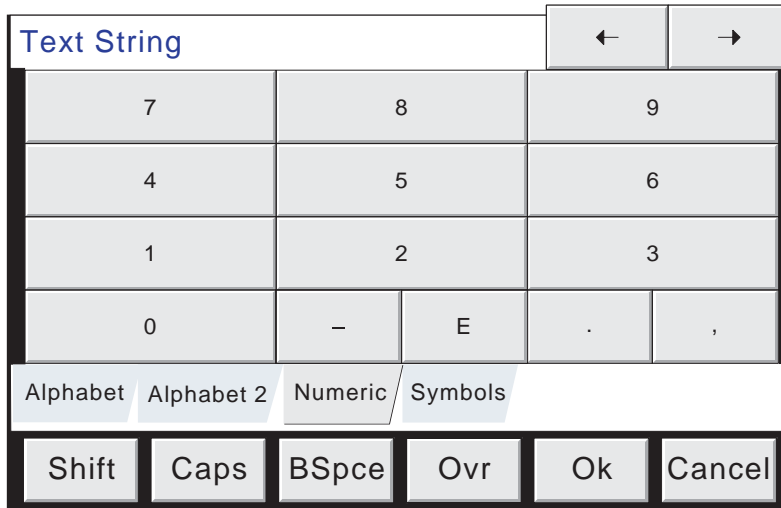 Text String ← →
7 8 9
4 5 6
1 2 3
0 – E . ,
Alphabet Alphabet 2 Numeric Symbols
Shift Caps BSpce Ovr Ok Cancel